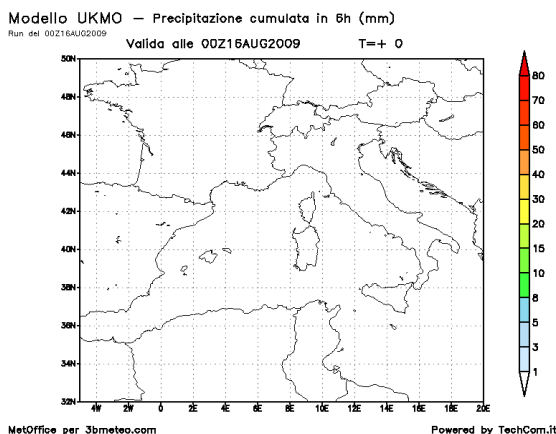 Modello UKMO – Precipitazione cumulata in 6h (mm)
Run del 00Z16AUG2009
Valida alle 00Z16AUG2009 T=+ 0
50N
48N
46N
44N
42N
40N
38N
36N
34N
32N
4W 2W 0 2E 4E 6E 8E 10E 12E 14E 16E 18E 20E
80
70
60
50
40
30
20
15
10
8
5
3
1
MetOffice per 3bmeteo.com
Powered by TechCom.it